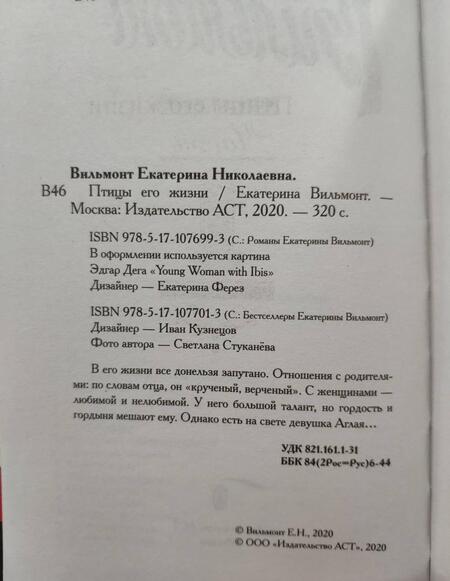 Вильмонт Екатерина Николаевна.
В46 Птицы его жизни / Екатерина Вильмонт. —
Москва: Издательство АСТ, 2020. — 320 с.
ISBN 978-5-17-107699-3 (С.: Романы Екатерины Вильмонт)
В оформлении используется картина
Эдгар Дега «Young Woman with Ibis»
Дизайнер — Екатерина Ферез
ISBN 978-5-17-107701-3 (С.: Бестселлеры Екатерины Вильмонт)
Дизайнер — Иван Кузнецов
Фото автора — Светлана Стуканёва
В его жизни все донельзя запутано. Отношения с родителя-
ми: по словам отца, он «крученый, верченый». С женщинами —
любимой и нелюбимой. У него большой талант, но гордость и
гордыня мешают ему. Однако есть на свете девушка Аглая...
УДК 821.161.1-31
ББК 84(2Рос=Рус)6-44
© Вильмонт Е.Н., 2020
© ООО «Издательство АСТ», 2020